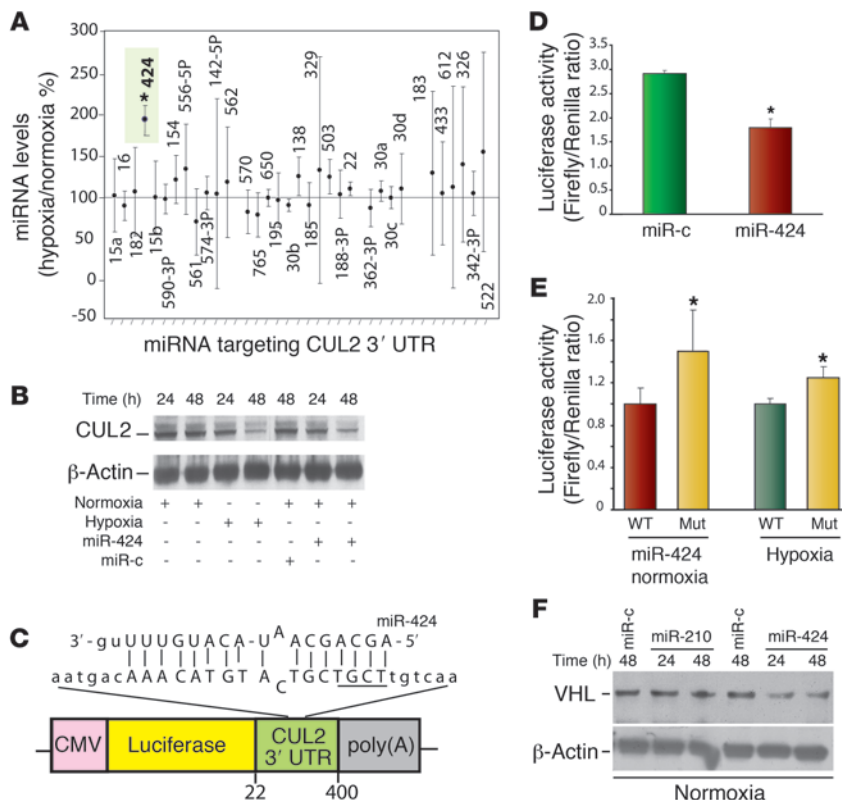 A
miRNA levels
(hypoxia/normoxia %)
300
250
200
150
100
50
0
-50
15a
16
182
* 424
15b
590-3P
154
556-5P
561
574-3P
142-5P
562
570
765
650
195
30b
138
185
329
503
188-3P
22
362-3P
30a
30c
30d
183
433
612
326
342-3P
522
miRNA targeting CUL2 3′ UTR
B
Time (h) 24 48 24 48 48 24 48
CUL2
β-Actin
Normoxia + + - - + + +
Hypoxia - - + + - - -
miR-424 - - - - - + +
miR-c - - - - + - -
C
miR-424
3′ - guUUUGUACA-UAACGACGA- 5′
aatgacAAACATGTACTGCTGCTtgtcaa
CMV
Luciferase
CUL2
3′ UTR
poly(A)
22
400
D
Luciferase activity
(Firefly/Renilla ratio)
3.5
3.0
2.5
2.0
1.5
1.0
0.5
0
*
miR-c
miR-424
E
Luciferase activity
(Firefly/Renilla ratio)
2.0
1.6
1.2
0.8
0.4
0
*
*
WT Mut WT Mut
miR-424
normoxia
Hypoxia
F
miR-c
miR-210
miR-c
miR-424
Time (h) 48 24 48 48 24 48
VHL
β-Actin
Normoxia